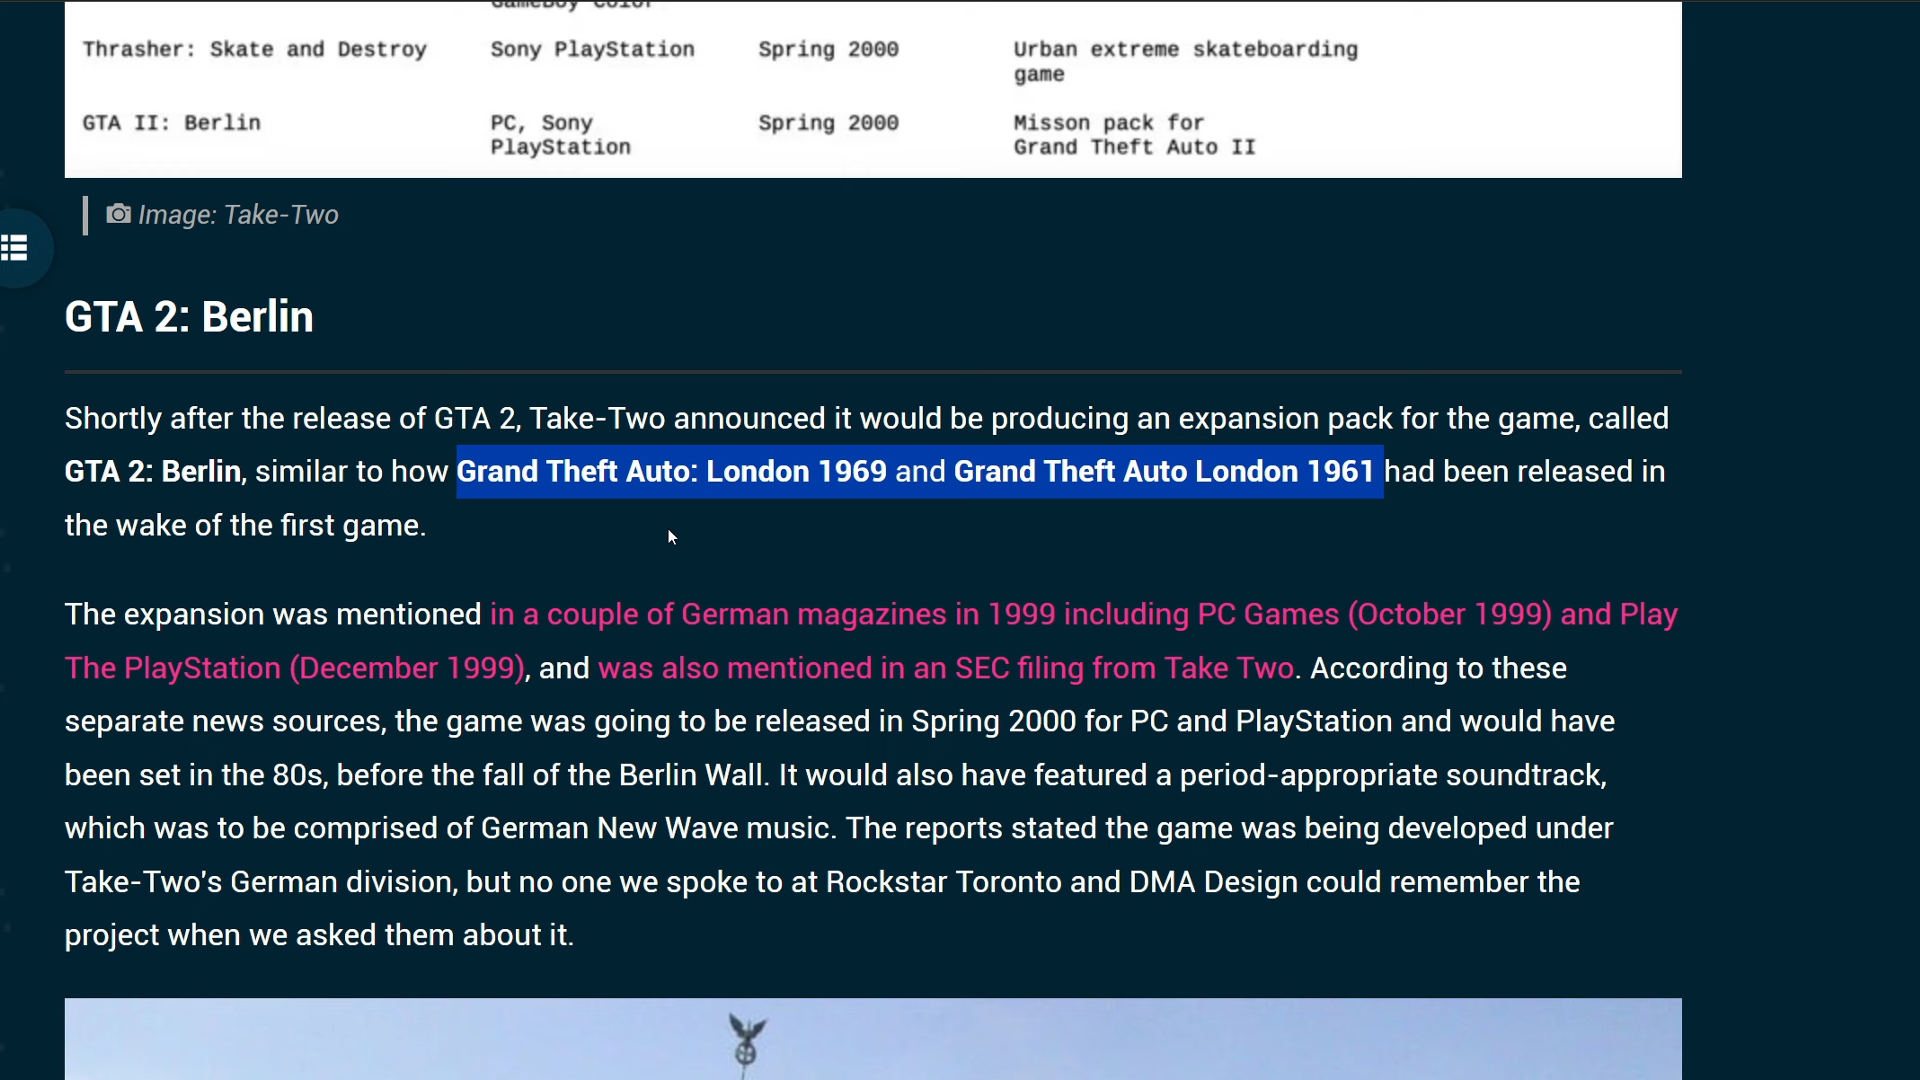 GameBoy Color
Thrasher: Skate and Destroy Sony PlayStation Spring 2000 Urban extreme skateboarding
game
GTA II: Berlin PC, Sony Spring 2000 Misson pack for
PlayStation Grand Theft Auto II
Image: Take-Two
GTA 2: Berlin
Shortly after the release of GTA 2, Take-Two announced it would be producing an expansion pack for the game, called
GTA 2: Berlin, similar to how Grand Theft Auto: London 1969 and Grand Theft Auto London 1961 had been released in
the wake of the first game.
The expansion was mentioned in a couple of German magazines in 1999 including PC Games (October 1999) and Play
The PlayStation (December 1999), and was also mentioned in an SEC filing from Take Two. According to these
separate news sources, the game was going to be released in Spring 2000 for PC and PlayStation and would have
been set in the 80s, before the fall of the Berlin Wall. It would also have featured a period-appropriate soundtrack,
which was to be comprised of German New Wave music. The reports stated the game was being developed under
Take-Two's German division, but no one we spoke to at Rockstar Toronto and DMA Design could remember the
project when we asked them about it.